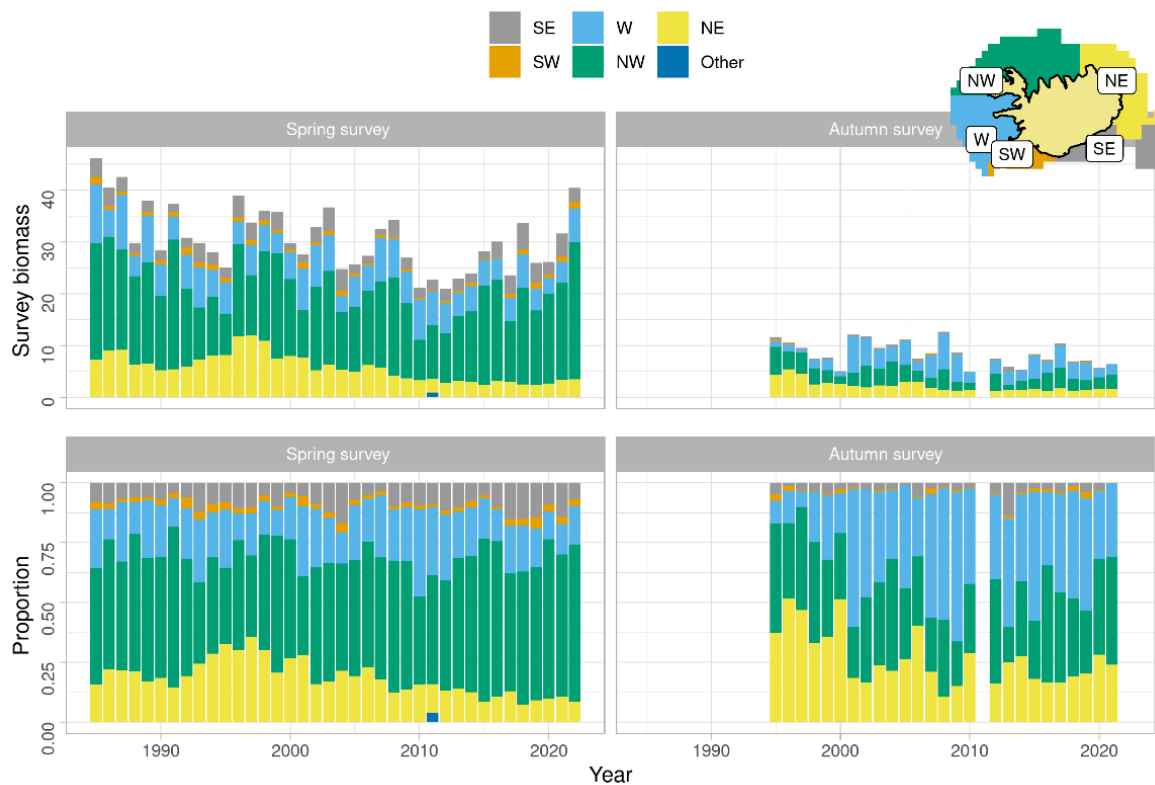 SE W NE
SW NW Other
NW NE
W SW SE
Spring survey Autumn survey
Survey biomass
40
30
20
10
0
Spring survey Autumn survey
Proportion
1.00
0.75
0.50
0.25
0.00
1990 2000 2010 2020 1990 2000 2010 2020
Year